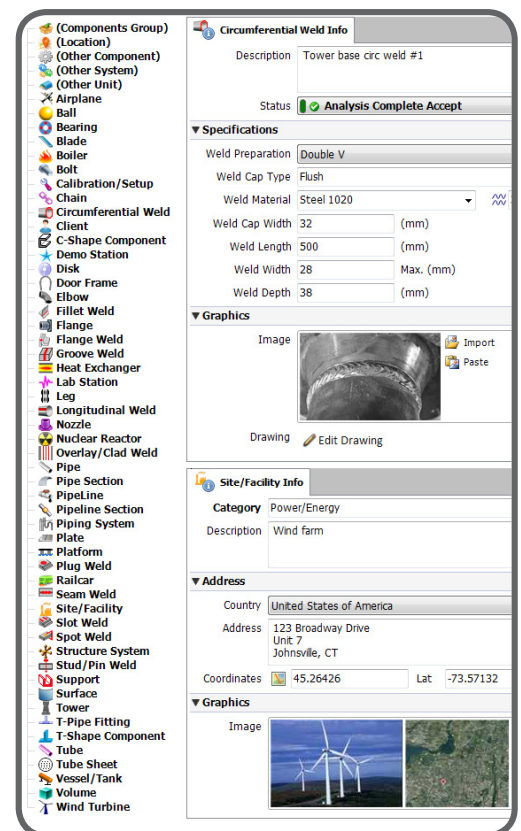 (Components Group)
(Location)
(Other Component)
(Other System)
(Other Unit)
Airplane
Ball
Bearing
Blade
Boiler
Bolt
Calibration/Setup
Chain
Circumferential Weld
Client
C-Shape Component
Demo Station
Disk
Door Frame
Elbow
Fillet Weld
Flange
Flange Weld
Groove Weld
Heat Exchanger
Lab Station
Leg
Longitudinal Weld
Nozzle
Nuclear Reactor
Overlay/Clad Weld
Pipe
Pipe Section
PipeLine
Pipeline Section
Piping System
Plate
Platform
Plug Weld
Railcar
Seam Weld
Site/Facility
Slot Weld
Spot Weld
Structure System
Stud/Pin Weld
Support
Surface
Tower
T-Pipe Fitting
T-Shape Component
Tube
Tube Sheet
Vessel/Tank
Volume
Wind Turbine
Circumferential Weld Info
Description Tower base circ weld #1
Status Analysis Complete Accept
Specifications
Weld Preparation Double V
Weld Cap Type Flush
Weld Material Steel 1020
Weld Cap Width 32 (mm)
Weld Length 500 (mm)
Weld Width 28 Max. (mm)
Weld Depth 38 (mm)
Graphics
Image Import
Paste
Drawing Edit Drawing
Site/Facility Info
Category Power/Energy
Description Wind farm
Address
Country United States of America
Address 123 Broadway Drive
Unit 7
Johnsville, CT
Coordinates 45.26426 Lat -73.57132
Graphics
Image